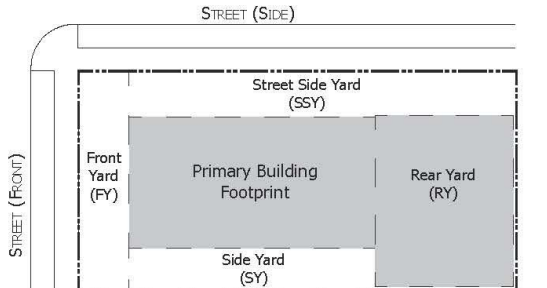 STREET (SIDE)
Street Side Yard
(SSY)
STREET (FRONT)
Front
Yard
(FY)
Primary Building
Footprint
Rear Yard
(RY)
Side Yard
(SY)